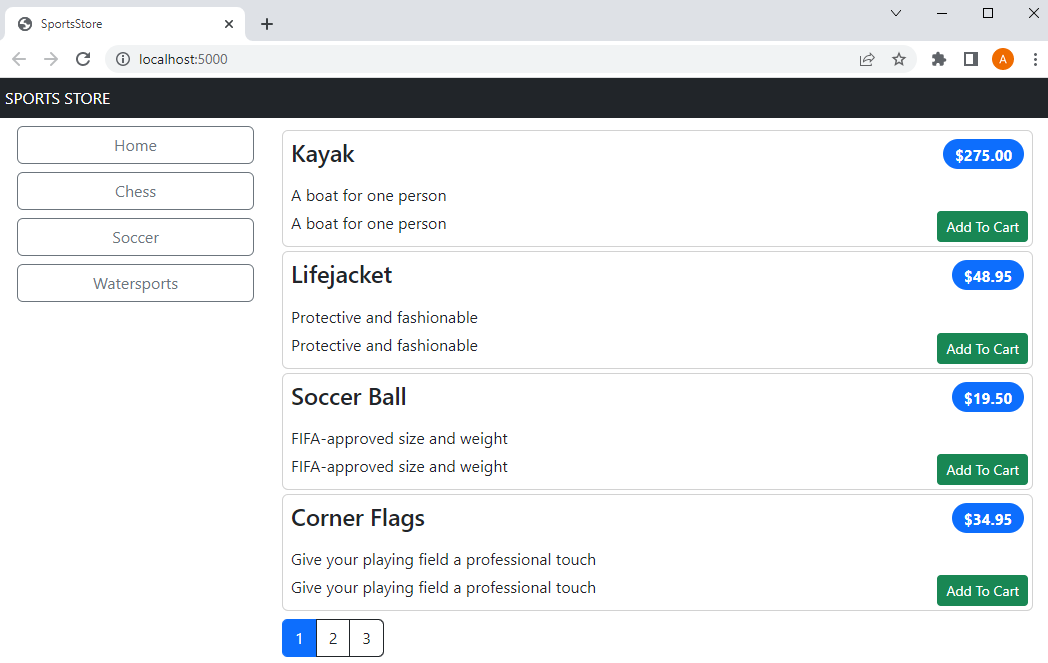 SportsStore
localhost:5000
A
SPORTS STORE
Home
Chess
Soccer
Watersports
Kayak
$275.00
A boat for one person
A boat for one person
Add To Cart
Lifejacket
$48.95
Protective and fashionable
Protective and fashionable
Add To Cart
Soccer Ball
$19.50
FIFA-approved size and weight
FIFA-approved size and weight
Add To Cart
Corner Flags
$34.95
Give your playing field a professional touch
Give your playing field a professional touch
Add To Cart
1 2 3